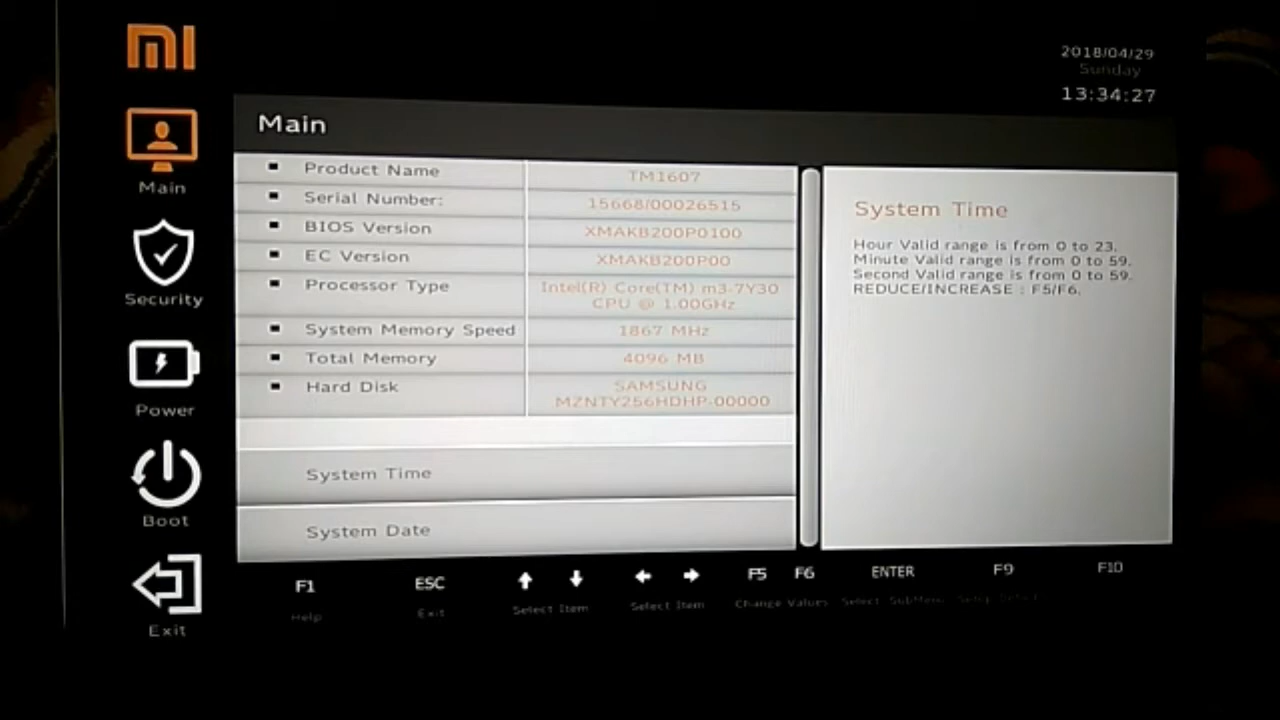 mi
2018/04/29
Sunday
13:34:27
Main
Main
Security
Power
Boot
Exit
Product Name TM1607
Serial Number: 15668/00026515
BIOS Version XMAKB200P0100
EC Version XMAKB200P00
Processor Type Intel(R) Core(TM) m3-7Y30
CPU @ 1.00GHz
System Memory Speed 1867 MHz
Total Memory 4096 MB
Hard Disk SAMSUNG
MZNTY256HDHP-00000
System Time
System Date
System Time
Hour Valid range is from 0 to 23.
Minute Valid range is from 0 to 59.
Second Valid range is from 0 to 59.
REDUCE/INCREASE : F5/F6.
F1 ESC F5 F6 ENTER F9 F10
Help Exit Select Item Select Item Change Values Select SubMenu